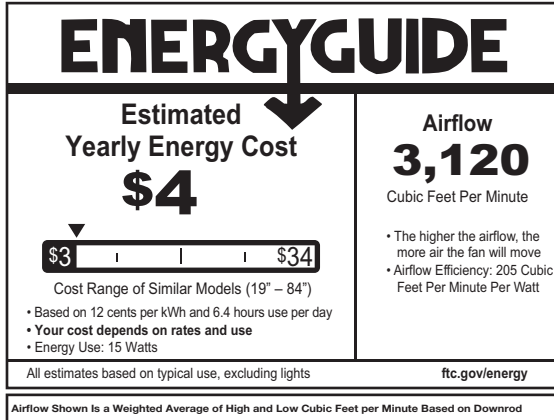 ENERGYGUIDE
Estimated
Yearly Energy Cost
$4
$3
$34
Cost Range of Similar Models (19” – 84”)
• Based on 12 cents per kWh and 6.4 hours use per day
• Your cost depends on rates and use
• Energy Use: 15 Watts
Airflow
3,120
Cubic Feet Per Minute
• The higher the airflow, the
more air the fan will move
• Airflow Efficiency: 205 Cubic
Feet Per Minute Per Watt
All estimates based on typical use, excluding lights
ftc.gov/energy
Airflow Shown Is a Weighted Average of High and Low Cubic Feet per Minute Based on Downrod